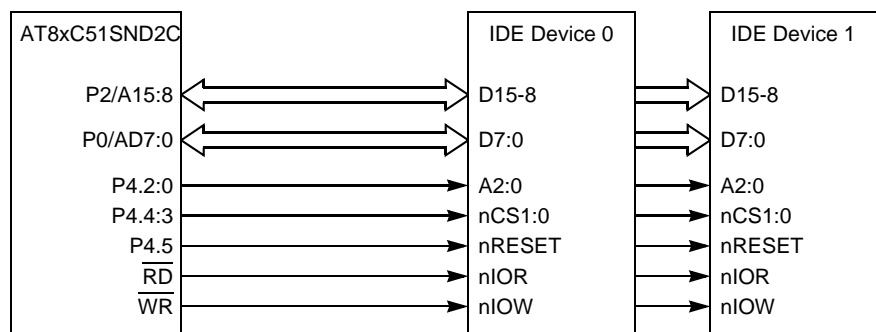 AT8xC51SND2C IDE Device 0 IDE Device 1
P2/A15:8 D15-8 D15-8
P0/AD7:0 D7:0 D7:0
P4.2:0 A2:0 A2:0
P4.4:3 nCS1:0 nCS1:0
P4.5 nRESET nRESET
RD nIOR nIOR
WR nIOW nIOW